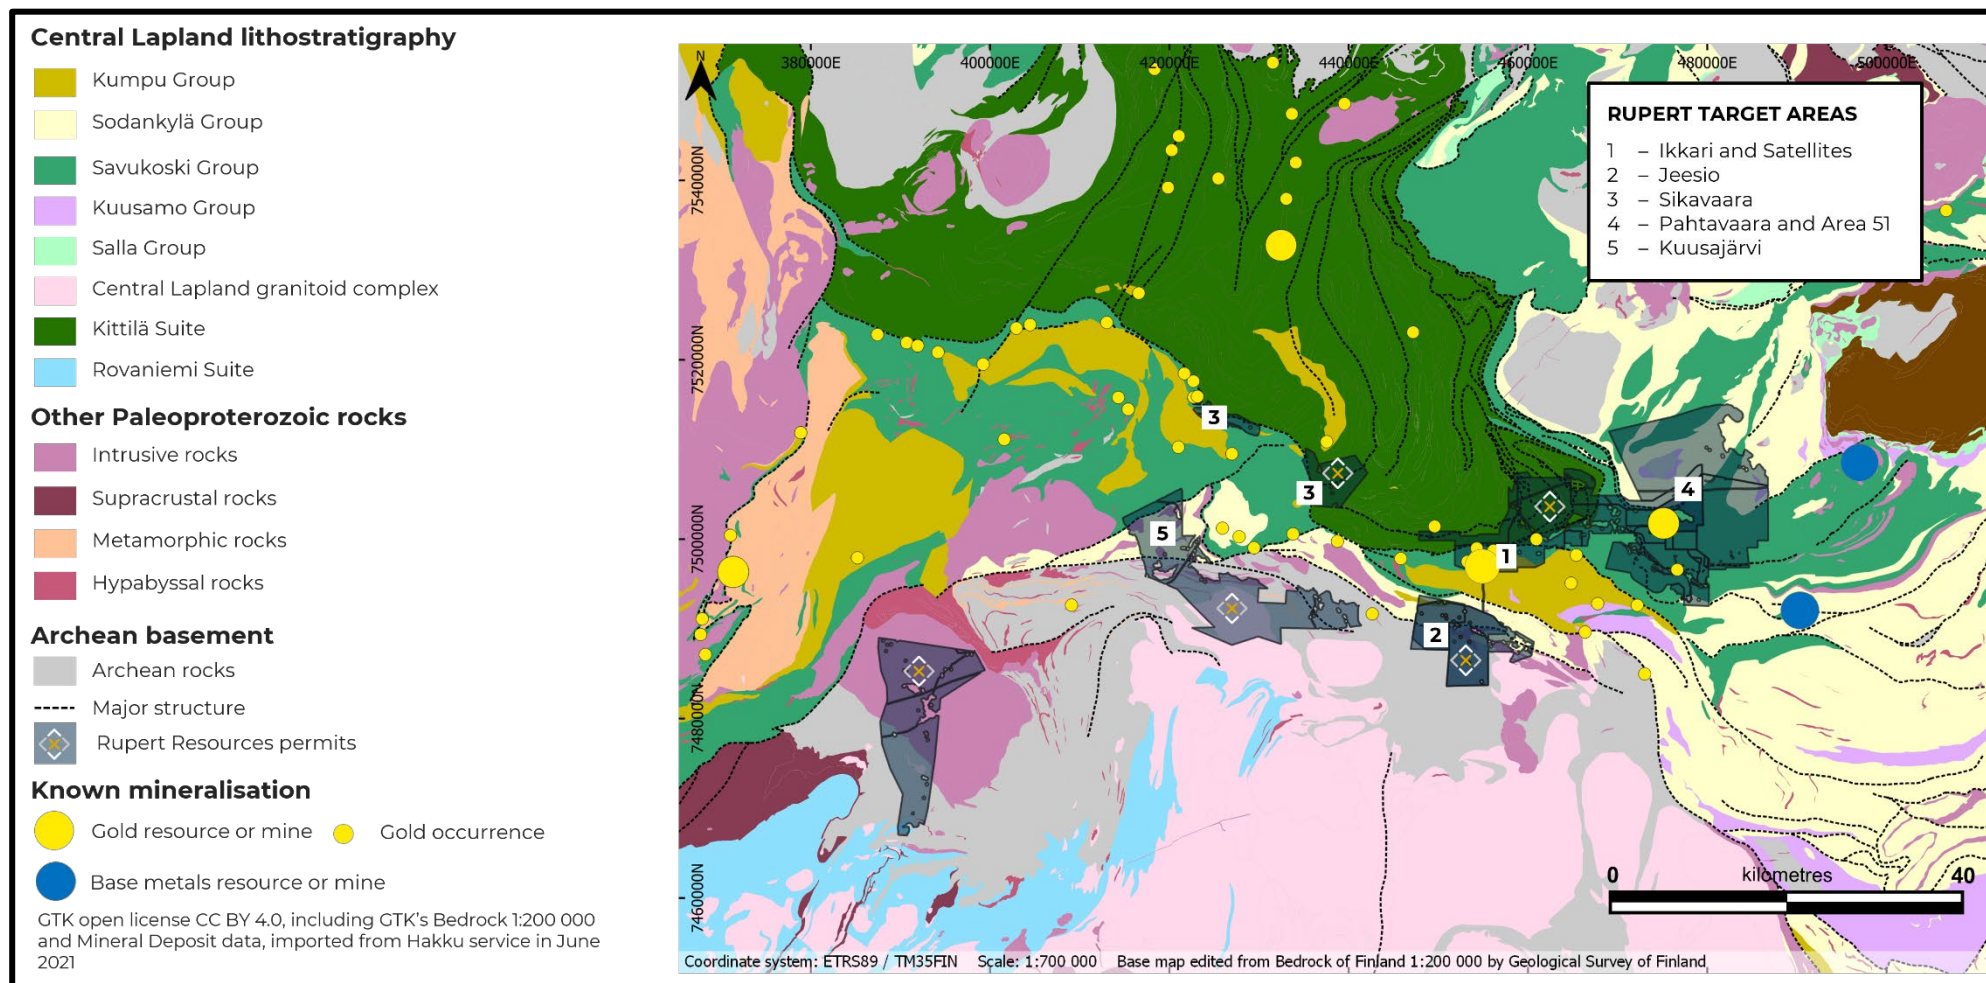 Central Lapland lithostratigraphy
Kumpu Group
Sodankylä Group
Savukoski Group
Kuusamo Group
Salla Group
Central Lapland granitoid complex
Kittilä Suite
Rovaniemi Suite
Other Paleoproterozoic rocks
Intrusive rocks
Supracrustal rocks
Metamorphic rocks
Hypabyssal rocks
Archean basement
Archean rocks
Major structure
Rupert Resources permits
Known mineralisation
Gold resource or mine
Gold occurrence
Base metals resource or mine
GTK open license CC BY 4.0, including GTK's Bedrock 1:200 000
and Mineral Deposit data, imported from Hakku service in June
2021
N
380000E
400000E
420000E
440000E
460000E
480000E
500000E
7540000N
7520000N
7500000N
7480000N
7460000N
RUPERT TARGET AREAS
1 – Ikkari and Satellites
2 – Jeesio
3 – Sikavaara
4 – Pahtavaara and Area 51
5 – Kuusajärvi
3
3
4
5
1
2
0 kilometres 40
Coordinate system: ETRS89 / TM35FIN Scale: 1:700 000 Base map edited from Bedrock of Finland 1:200 000 by Geological Survey of Finland